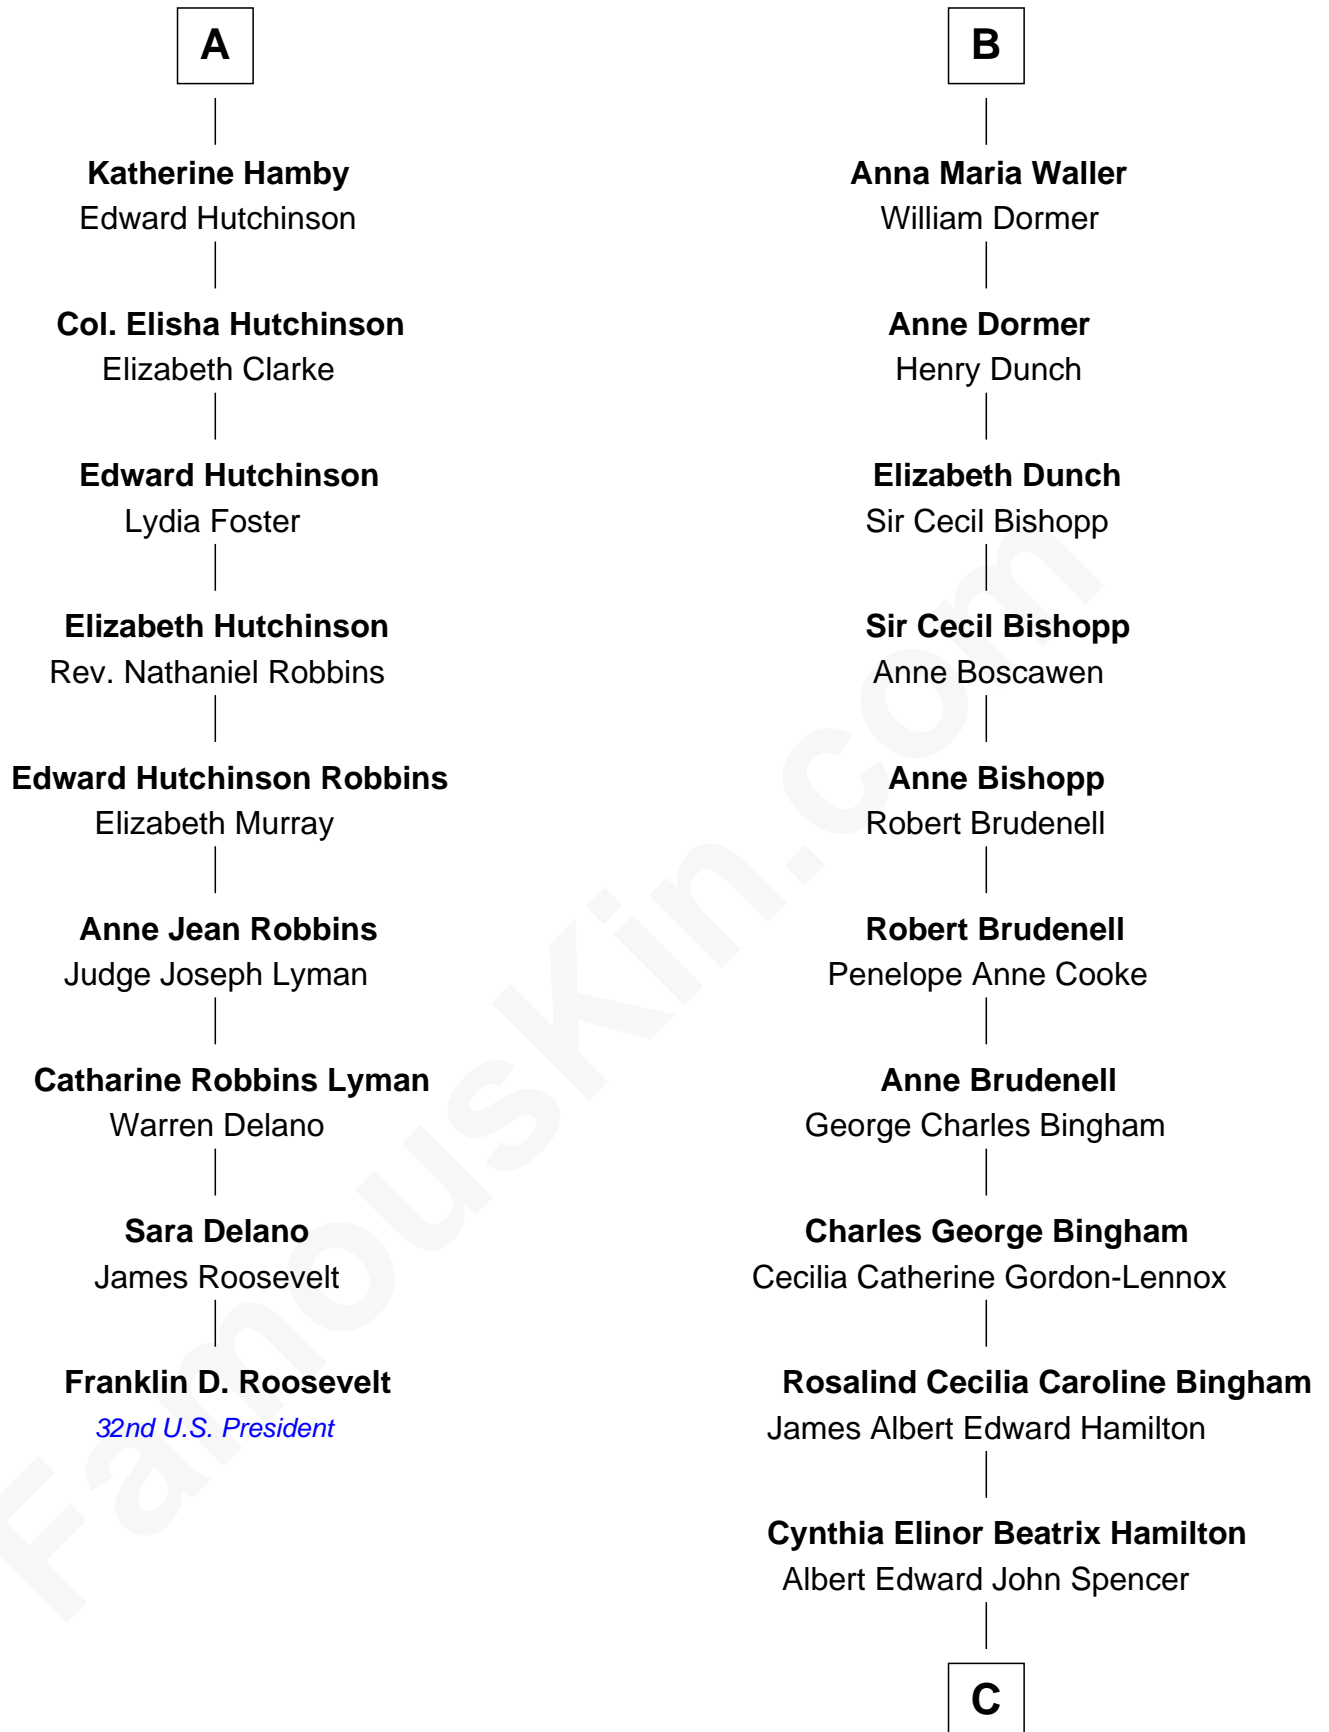 A
Katherine Hamby
Edward Hutchinson
Col. Elisha Hutchinson
Elizabeth Clarke
Edward Hutchinson
Lydia Foster
Elizabeth Hutchinson
Rev. Nathaniel Robbins
Edward Hutchinson Robbins
Elizabeth Murray
Anne Jean Robbins
Judge Joseph Lyman
Catharine Robbins Lyman
Warren Delano
Sara Delano
James Roosevelt
Franklin D. Roosevelt
32nd U.S. President
B
Anna Maria Waller
William Dormer
Anne Dormer
Henry Dunch
Elizabeth Dunch
Sir Cecil Bishopp
Sir Cecil Bishopp
Anne Boscawen
Anne Bishopp
Robert Brudenell
Robert Brudenell
Penelope Anne Cooke
Anne Brudenell
George Charles Bingham
Charles George Bingham
Cecilia Catherine Gordon-Lennox
Rosalind Cecilia Caroline Bingham
James Albert Edward Hamilton
Cynthia Elinor Beatrix Hamilton
Albert Edward John Spencer
C
FamousKin.com